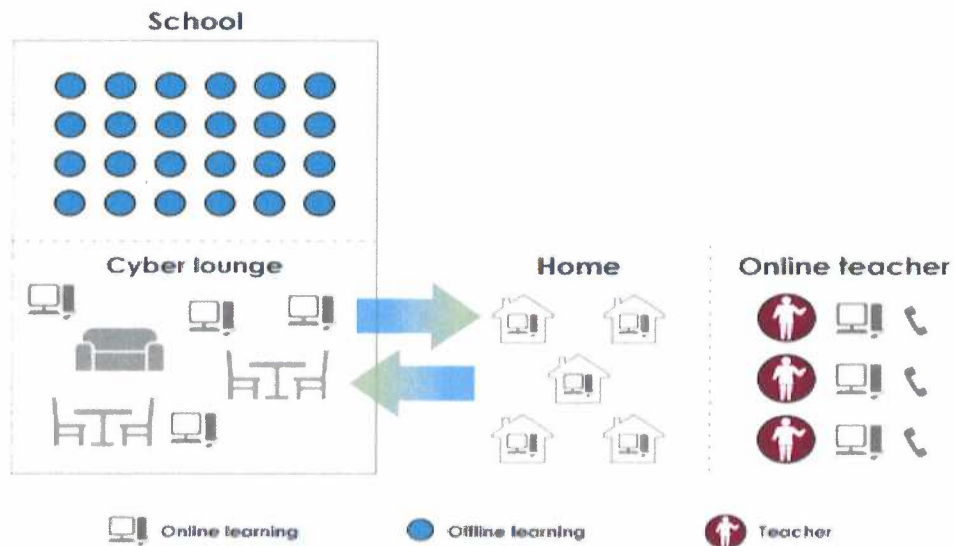 School
Cyber lounge
Home
Online teacher
Online learning
Offline learning
Teacher